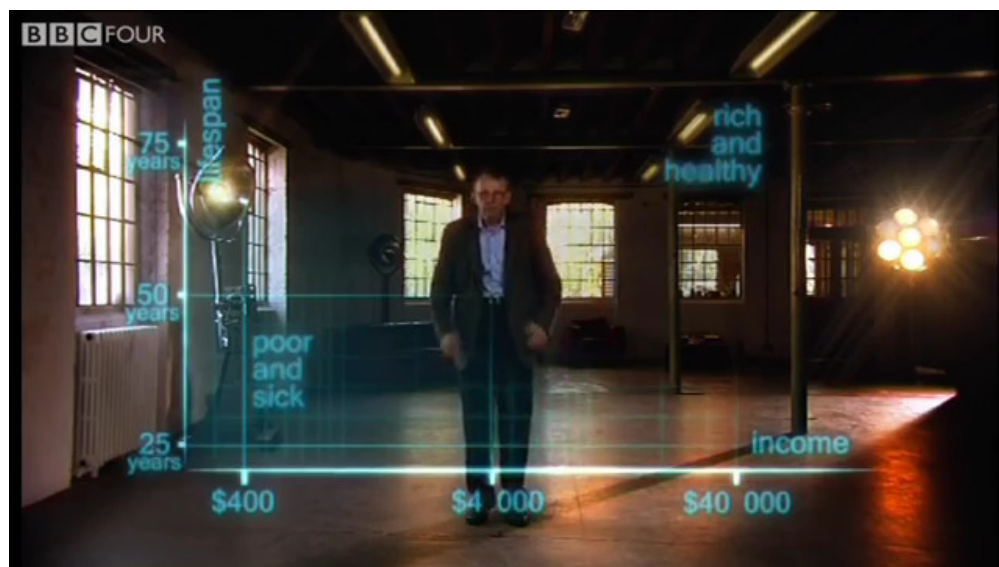 BBC FOUR
lifespan
75
years
50
years
25
years
rich
and
healthy
poor
and
sick
income
$400
$4 000
$40 000